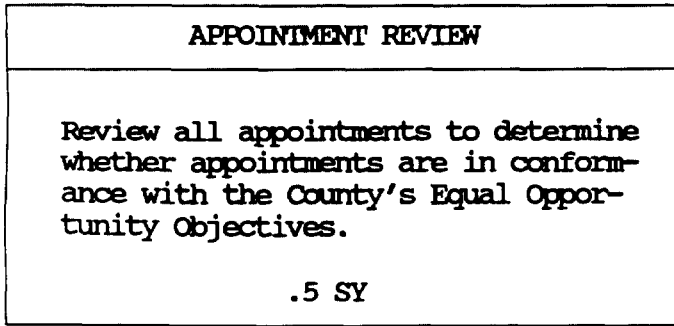 APPOINTMENT REVIEW
Review all appointments to determine
whether appointments are in conform-
ance with the County's Equal Oppor-
tunity Objectives.
.5 SY